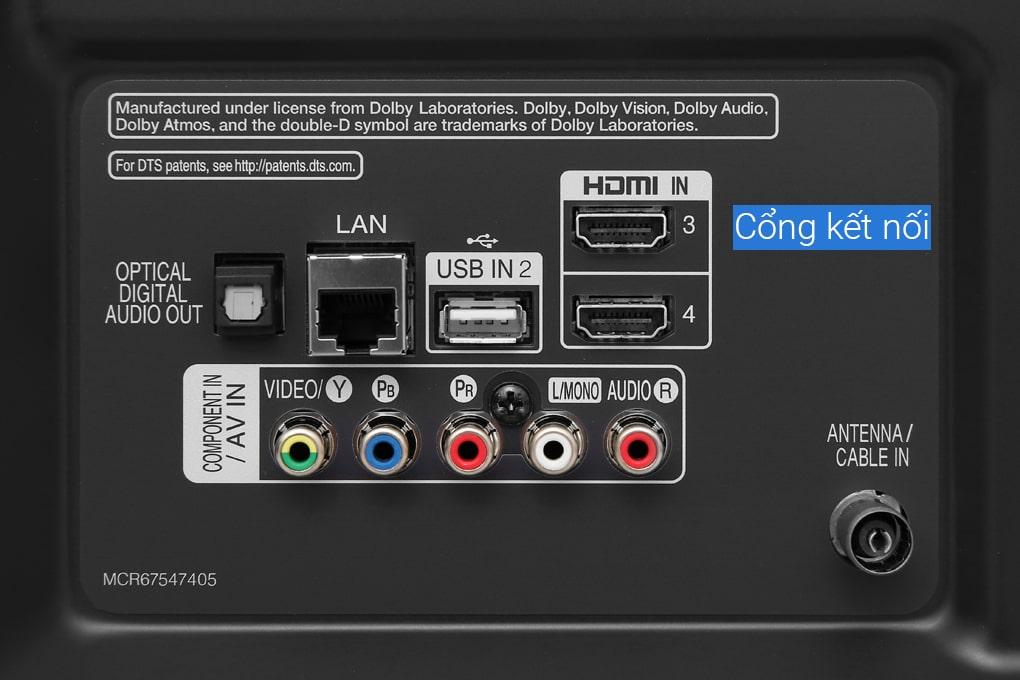 Manufactured under license from Dolby Laboratories. Dolby, Dolby Vision, Dolby Audio,
Dolby Atmos, and the double-D symbol are trademarks of Dolby Laboratories.
For DTS patents, see http://patents.dts.com.
HDMI IN
3
Cổng kết nối
4
LAN
USB IN 2
OPTICAL
DIGITAL
AUDIO OUT
COMPONENT IN
/ AV IN
VIDEO/ Y PB PR L/MONO AUDIO R
ANTENNA /
CABLE IN
MCR67547405